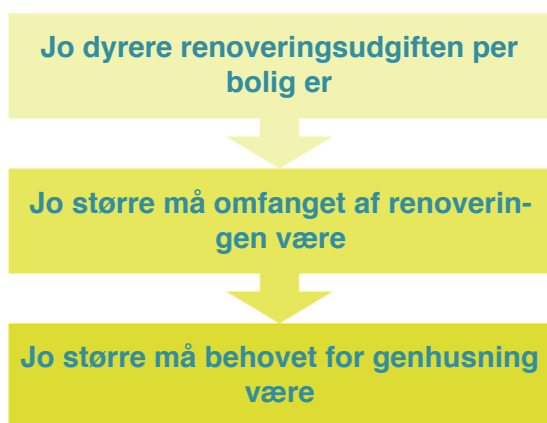 Jo dyrere renoveringsudgiften per
bolig er
Jo større må omfanget af renoverin-
gen være
Jo større må behovet for genhusning
være